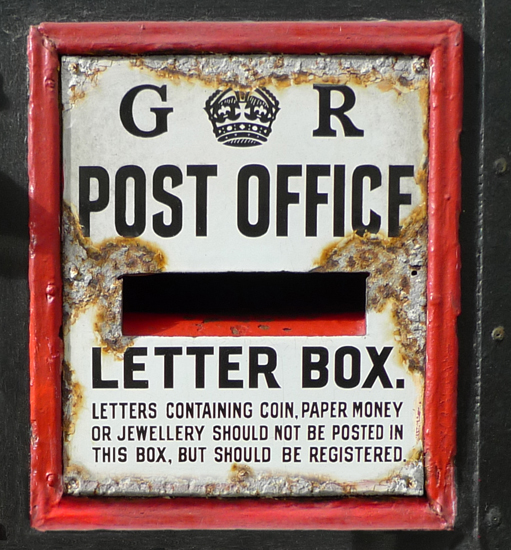 G R
POST OFFICE
LETTER BOX.
LETTERS CONTAINING COIN, PAPER MONEY
OR JEWELLERY SHOULD NOT BE POSTED IN
THIS BOX, BUT SHOULD BE REGISTERED.